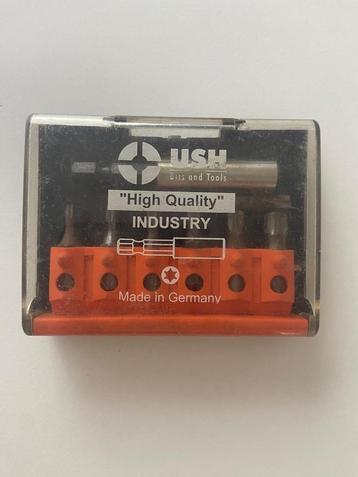 USH
Bits and Tools
"High Quality"
INDUSTRY
Made in Germany